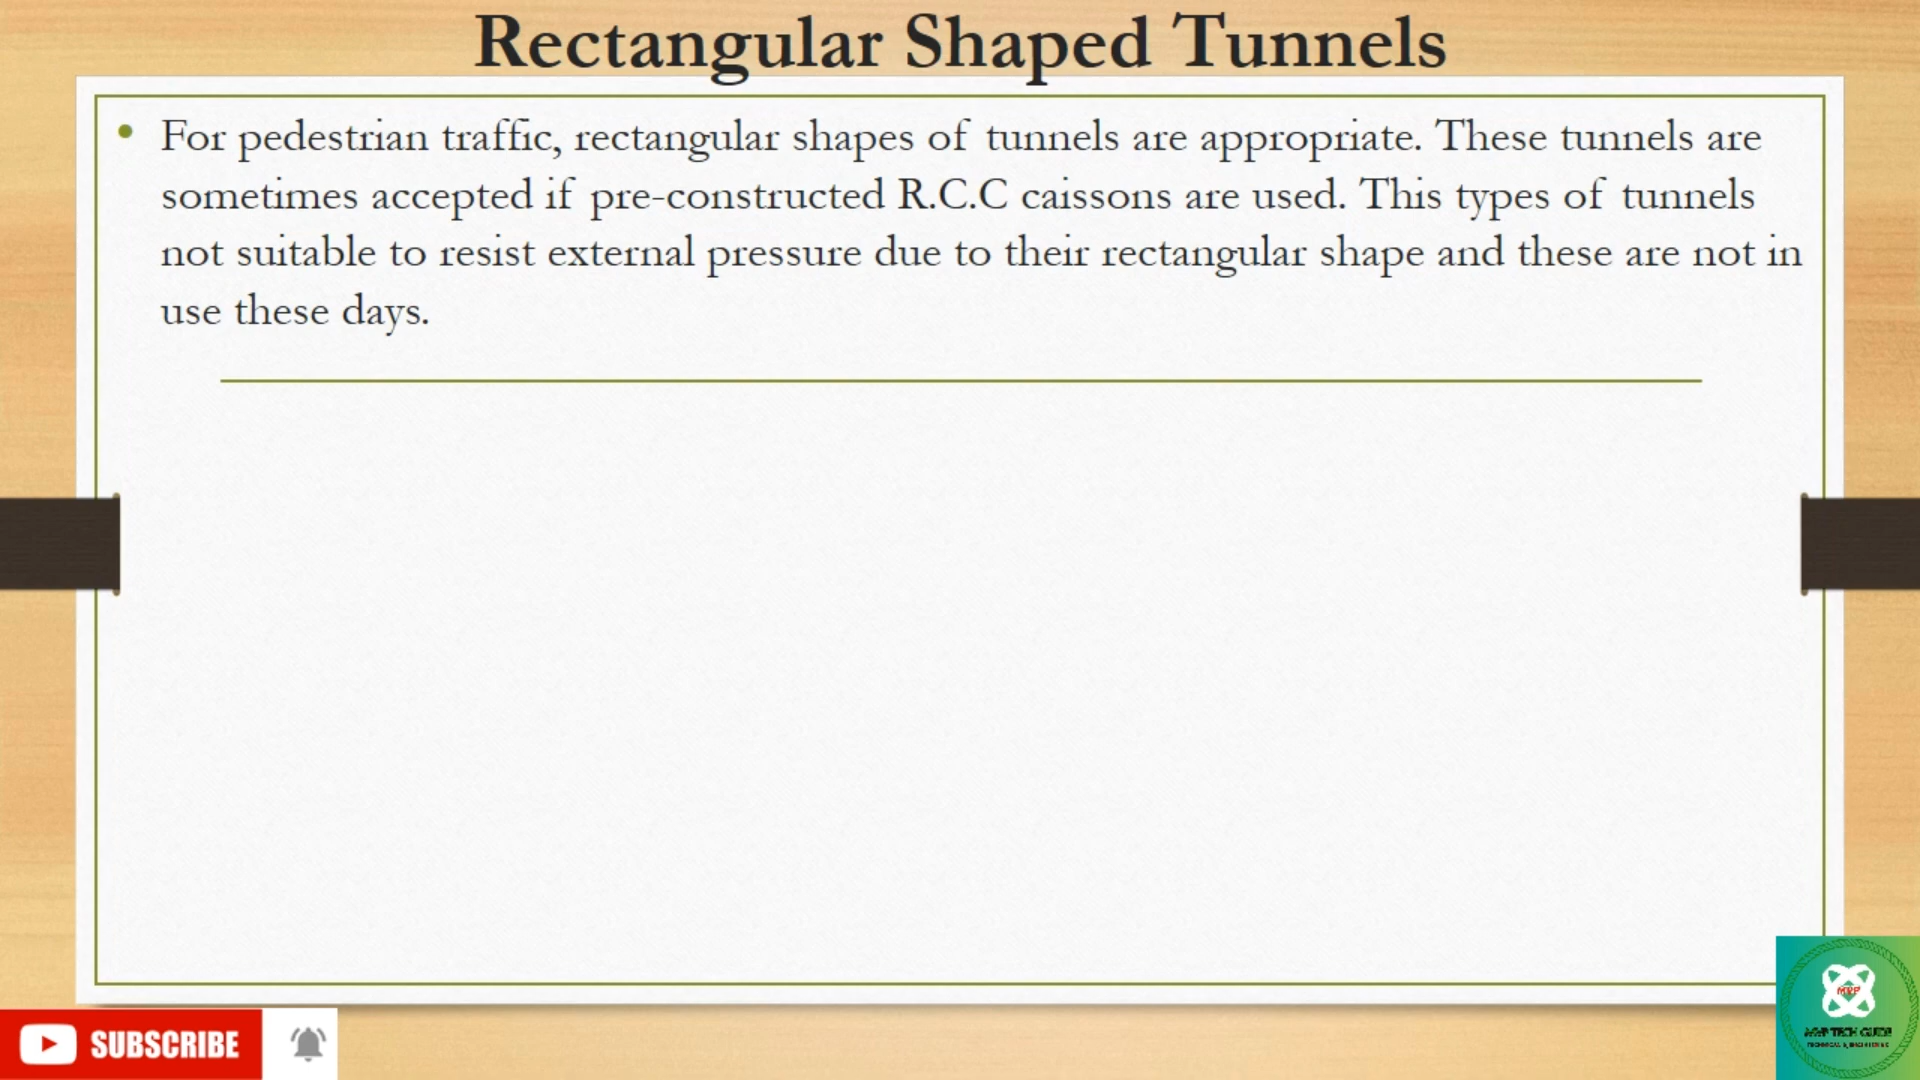 Rectangular Shaped Tunnels
• For pedestrian traffic, rectangular shapes of tunnels are appropriate. These tunnels are
sometimes accepted if pre-constructed R.C.C caissons are used. This types of tunnels
not suitable to resist external pressure due to their rectangular shape and these are not in
use these days.
SUBSCRIBE
TECH GUIDE